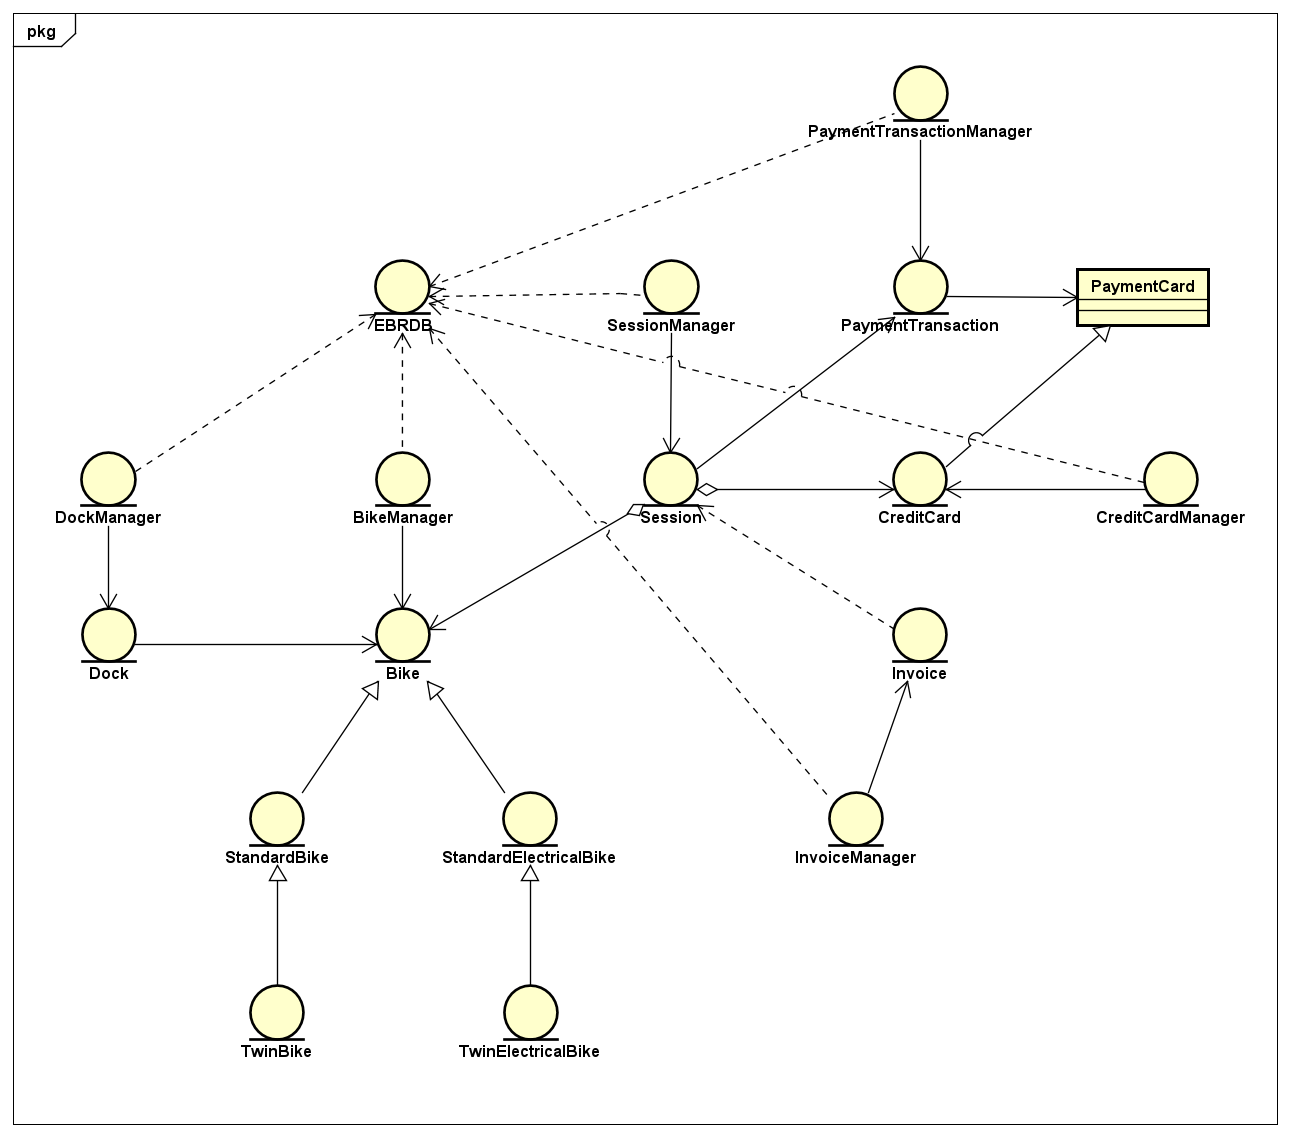 pkg
PaymentTransactionManager
EBRDB
SessionManager
PaymentTransaction
PaymentCard
DockManager
BikeManager
Session
CreditCard
CreditCardManager
Dock
Bike
Invoice
StandardBike
StandardElectricalBike
InvoiceManager
TwinBike
TwinElectricalBike